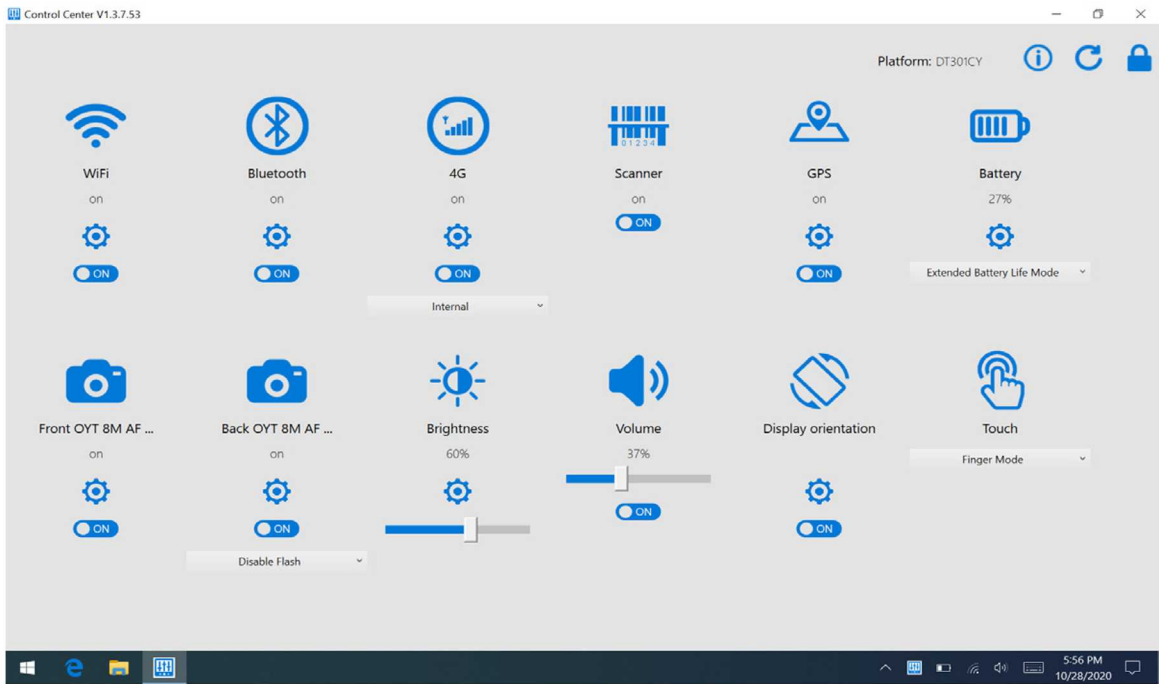 Control Center V1.3.7.53
Platform: DT301CY
WiFi
on
ON
Bluetooth
on
ON
4G
on
ON
Internal
01234
Scanner
on
ON
GPS
on
ON
Battery
27%
Extended Battery Life Mode
Front OYT 8M AF ...
on
ON
Back OYT 8M AF ...
on
ON
Disable Flash
Brightness
60%
Volume
37%
ON
Display orientation
ON
Touch
Finger Mode
5:56 PM
10/28/2020